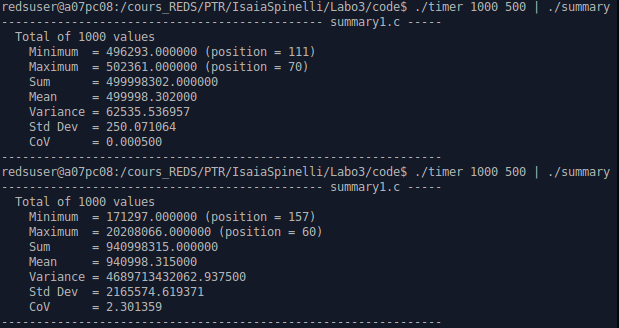 redsuser@a07pc08:/cours_REDS/PTR/IsaiaSpinelli/Labo3/code$ ./timer 1000 500 | ./summary
--------------------------------------------- summary1.c -----
  Total of 1000 values
    Minimum  = 496293.000000 (position = 111)
    Maximum  = 502361.000000 (position = 70)
    Sum      = 499998302.000000
    Mean     = 499998.302000
    Variance = 62535.536957
    Std Dev  = 250.071064
    CoV      = 0.000500
--------------------------------------------------------------
redsuser@a07pc08:/cours_REDS/PTR/IsaiaSpinelli/Labo3/code$ ./timer 1000 500 | ./summary
--------------------------------------------- summary1.c -----
  Total of 1000 values
    Minimum  = 171297.000000 (position = 157)
    Maximum  = 20208066.000000 (position = 60)
    Sum      = 940998315.000000
    Mean     = 940998.315000
    Variance = 4689713432062.937500
    Std Dev  = 2165574.619371
    CoV      = 2.301359
--------------------------------------------------------------